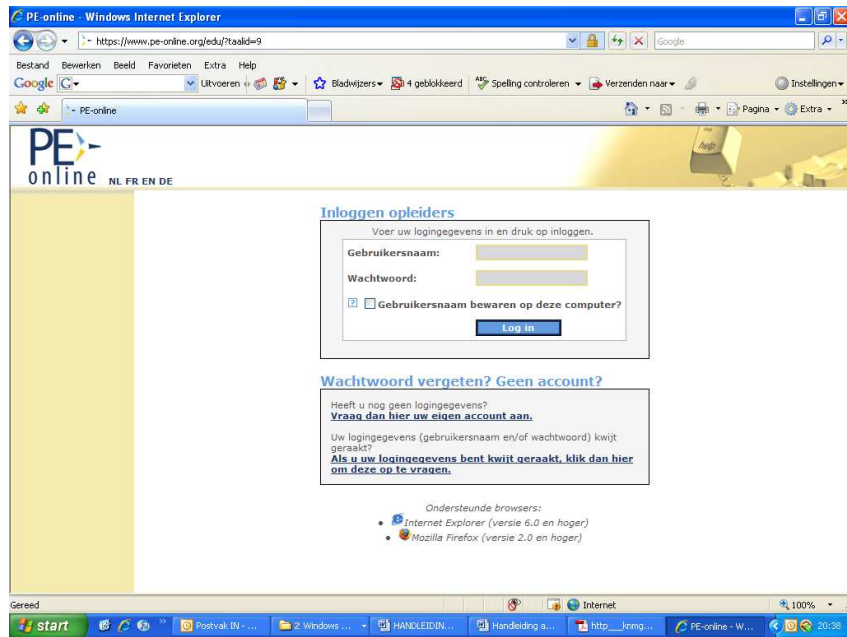 PE-online - Windows Internet Explorer
https://www.pe-online.org/edu/?taalid=9
Google
Bestand Bewerken Beeld Favorieten Extra Help
Google G Uitvoeren Bladwijzers 4 geblokkeerd Spelling controleren Verzenden naar Instellingen
PE-online Pagina Extra
PE
online NL FR EN DE
help
Inloggen opleiders
Voer uw logingegevens in en druk op inloggen.
Gebruikersnaam:
Wachtwoord:
? Gebruikersnaam bewaren op deze computer?
Log in
Wachtwoord vergeten? Geen account?
Heeft u nog geen logingegevens?
Vraag dan hier uw eigen account aan.
Uw logingegevens (gebruikersnaam en/of wachtwoord) kwijt
geraakt?
Als u uw logingegevens bent kwijt geraakt, klik dan hier
om deze op te vragen.
Ondersteunde browsers:
• Internet Explorer (versie 6.0 en hoger)
• Mozilla Firefox (versie 2.0 en hoger)
Gereed Internet 100%
start Postvak IN - ... 2 Windows ... HANDLEIDIN... Handleiding a... http___knmg... PE-online - W... 20:38